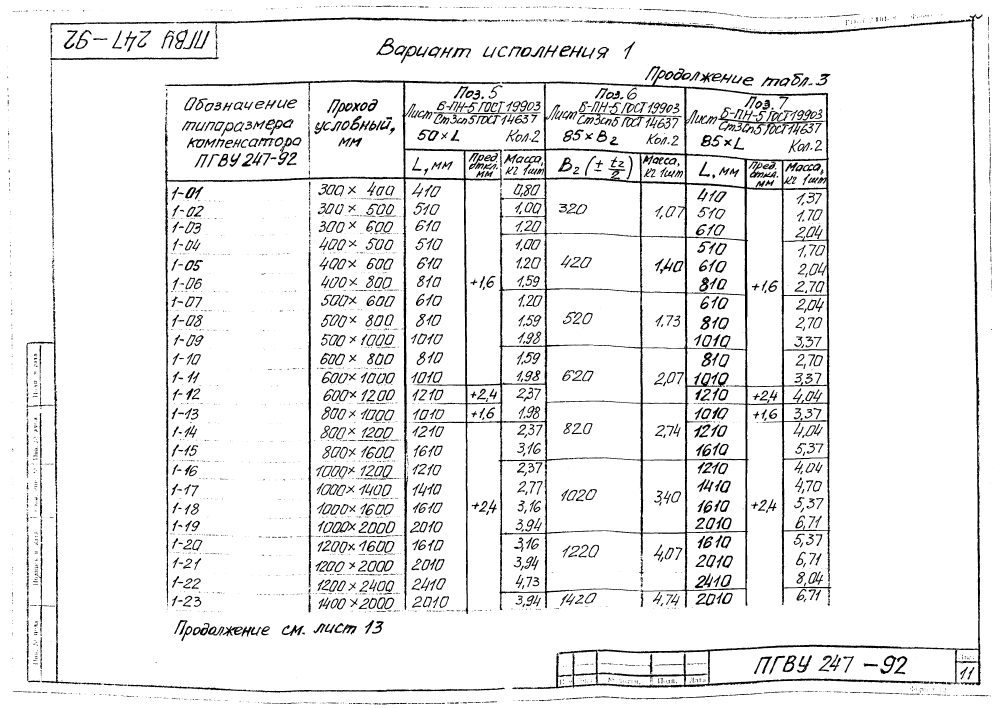 ПГВУ 247-92
Вариант исполнения 1
Продолжение табл. 3
Обозначение типаразмера компенсатора ПГВУ 247-92
Проход условный, мм
Поз. 5
Лист Б-ПН-5 ГОСТ 19903
Ст3сп5 ГОСТ 14637
50×L Кол.2
Поз. 6
Лист Б-ПН-5 ГОСТ 19903
Ст3сп5 ГОСТ 14637
85×B2 Кол.2
Поз. 7
Лист Б-ПН-5 ГОСТ 19903
Ст3сп5 ГОСТ 14637
85×L Кол.2
L, мм Пред. откл. мм Масса, кг 1шт B2 (± t2/2) Масса, кг 1шт L, мм Пред. откл. мм Масса, кг 1шт
1-01 300×400 410 0,80 410 1,37
1-02 300×500 510 1,00 320 1,07 510 1,70
1-03 300×600 610 1,20 610 2,04
1-04 400×500 510 1,00 510 1,70
1-05 400×600 610 1,20 420 1,40 610 2,04
1-06 400×800 810 +1,6 1,59 810 +1,6 2,70
1-07 500×600 610 1,20 610 2,04
1-08 500×800 810 1,59 520 1,73 810 2,70
1-09 500×1000 1010 1,98 1010 3,37
1-10 600×800 810 1,59 810 2,70
1-11 600×1000 1010 1,98 620 2,07 1010 3,37
1-12 600×1200 1210 +2,4 2,37 1210 +2,4 4,04
1-13 800×1000 1010 +1,6 1,98 1010 +1,6 3,37
1-14 800×1200 1210 2,37 820 2,74 1210 4,04
1-15 800×1600 1610 3,16 1610 5,37
1-16 1000×1200 1210 2,37 1210 4,04
1-17 1000×1400 1410 2,77 1020 3,40 1410 4,70
1-18 1000×1600 1610 +2,4 3,16 1610 +2,4 5,37
1-19 1000×2000 2010 3,94 2010 6,71
1-20 1200×1600 1610 3,16 1610 5,37
1-21 1200×2000 2010 3,94 1220 4,07 2010 6,71
1-22 1200×2400 2410 4,73 2410 8,04
1-23 1400×2000 2010 3,94 1420 4,74 2010 6,71
Продолжение см. лист 13
ПГВУ 247-92
11